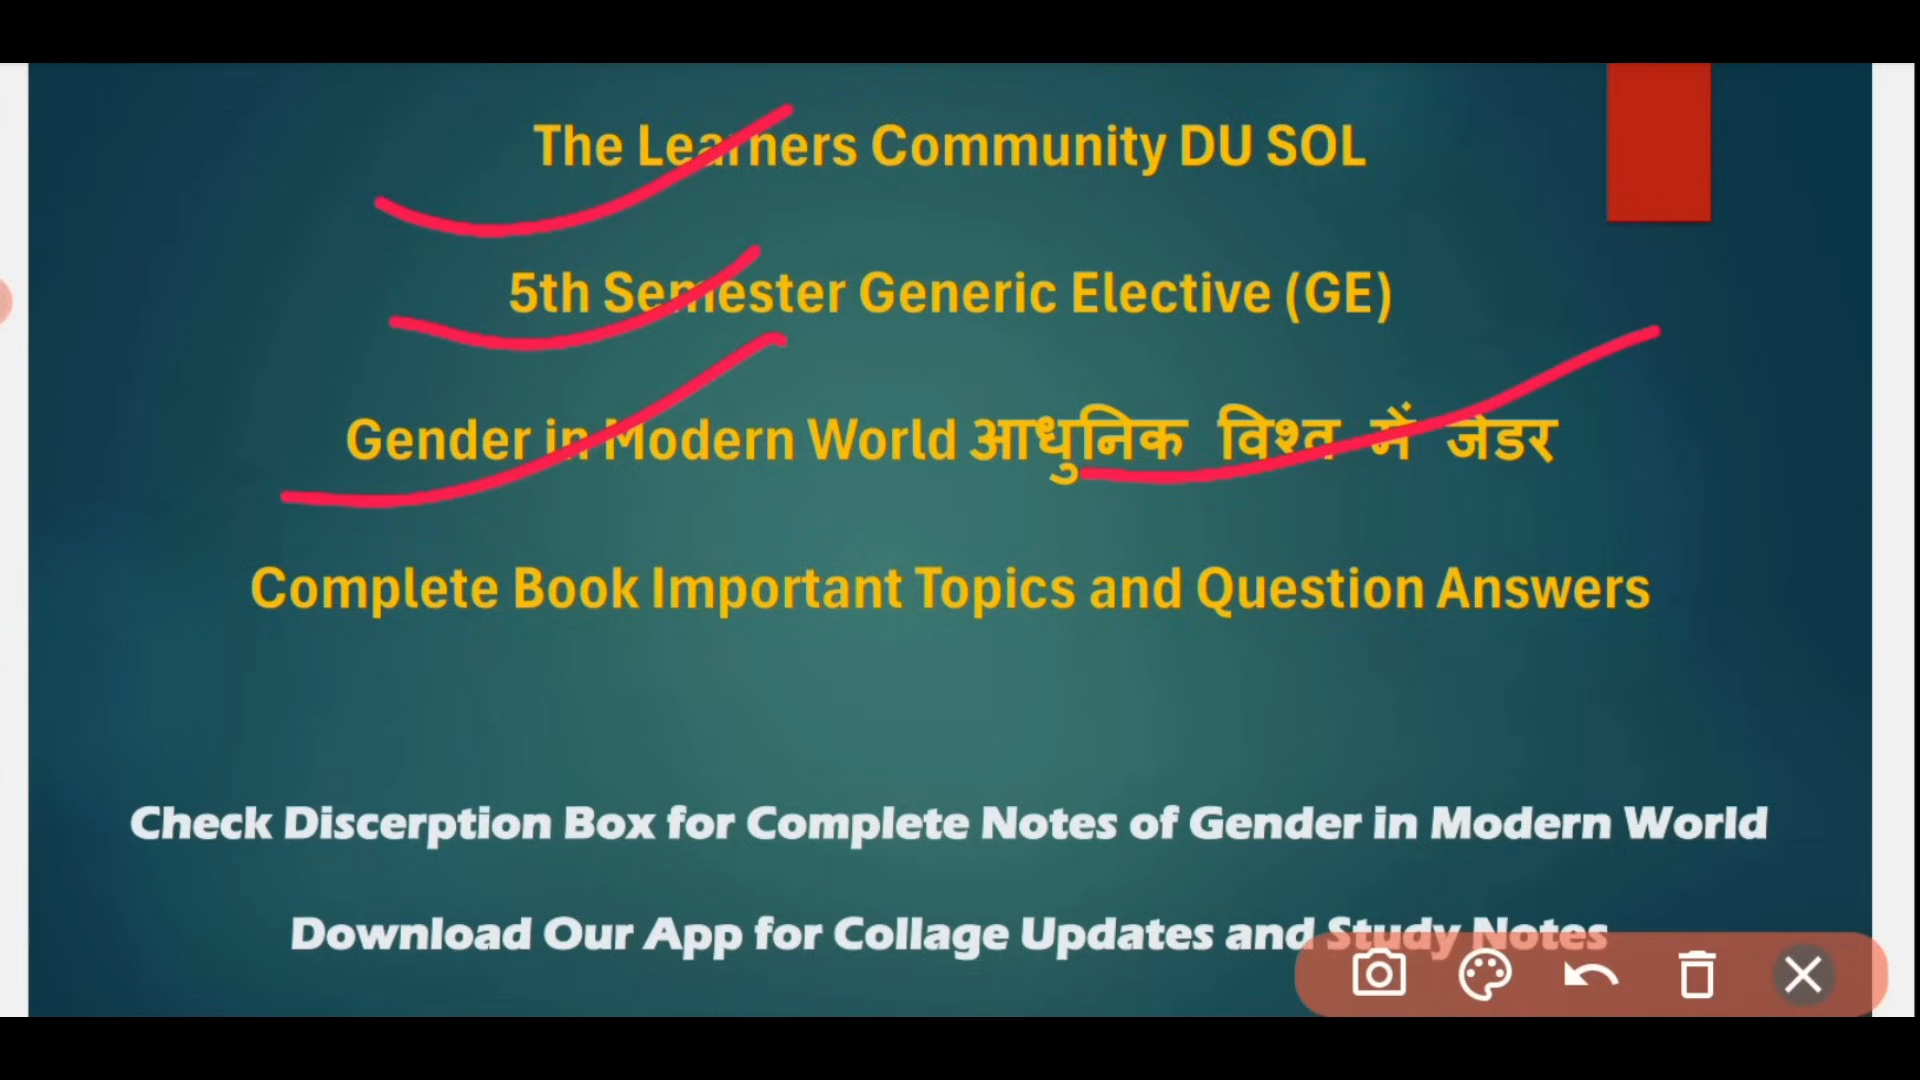 The Learners Community DU SOL
5th Semester Generic Elective (GE)
Gender in Modern World आधुनिक विश्व में जेंडर
Complete Book Important Topics and Question Answers
Check Discerption Box for Complete Notes of Gender in Modern World
Download Our App for Collage Updates and Study Notes